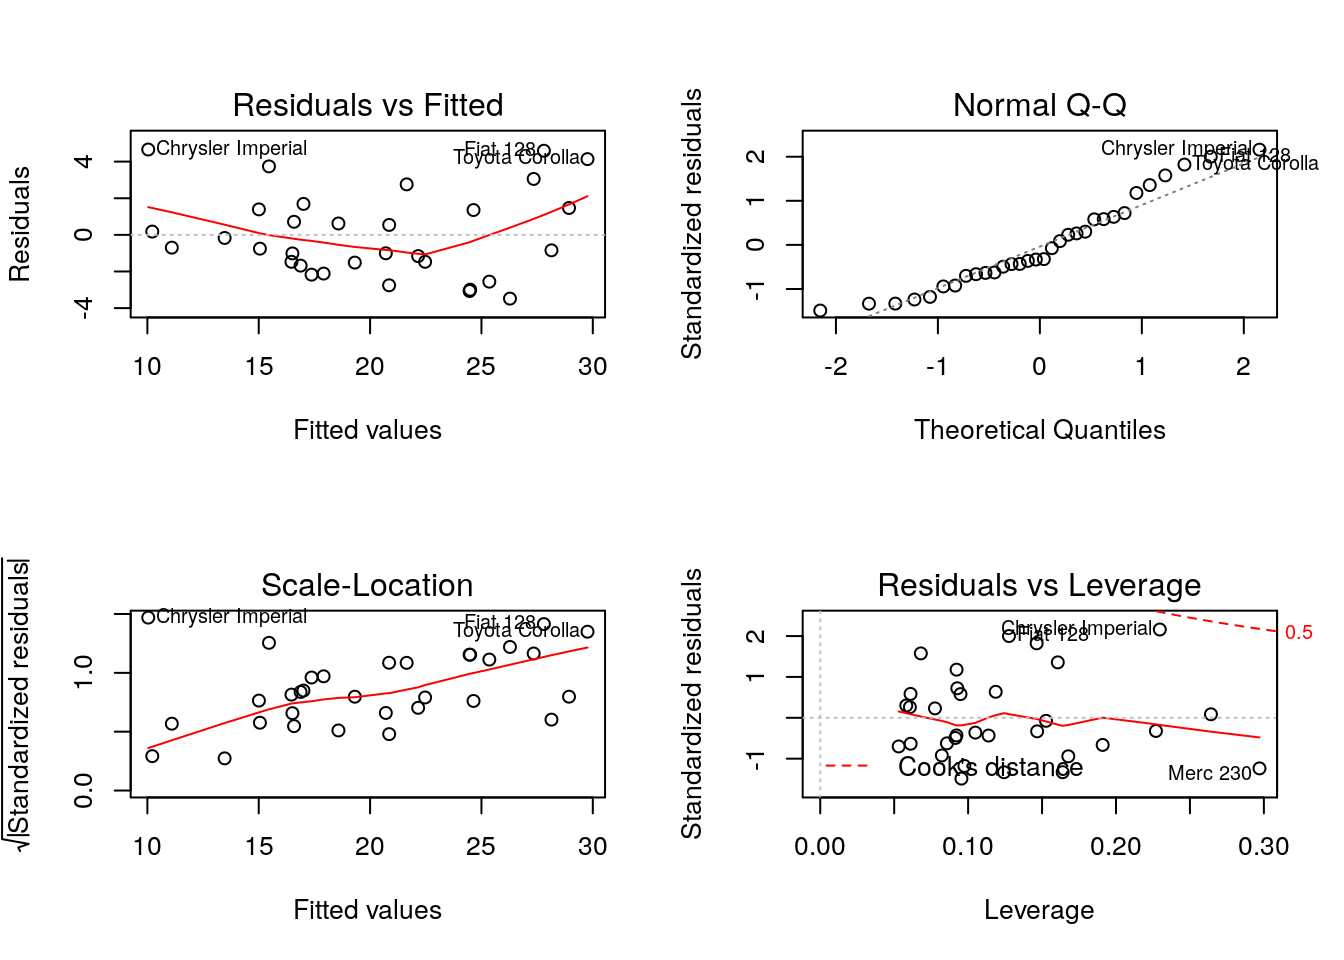 Residuals vs Fitted
Residuals
4
0
-4
Chrysler Imperial
Fiat 128
Toyota Corolla
10 15 20 25 30
Fitted values
Normal Q-Q
Standardized residuals
2
1
0
-1
Chrysler Imperial
Fiat 128
Toyota Corolla
-2 -1 0 1 2
Theoretical Quantiles
Scale-Location
√|Standardized residuals|
1.0
0.0
Chrysler Imperial
Fiat 128
Toyota Corolla
10 15 20 25 30
Fitted values
Residuals vs Leverage
Standardized residuals
2
1
-1
Chrysler Imperial
Fiat 128
0.5
Cook's distance
Merc 230
0.00 0.10 0.20 0.30
Leverage